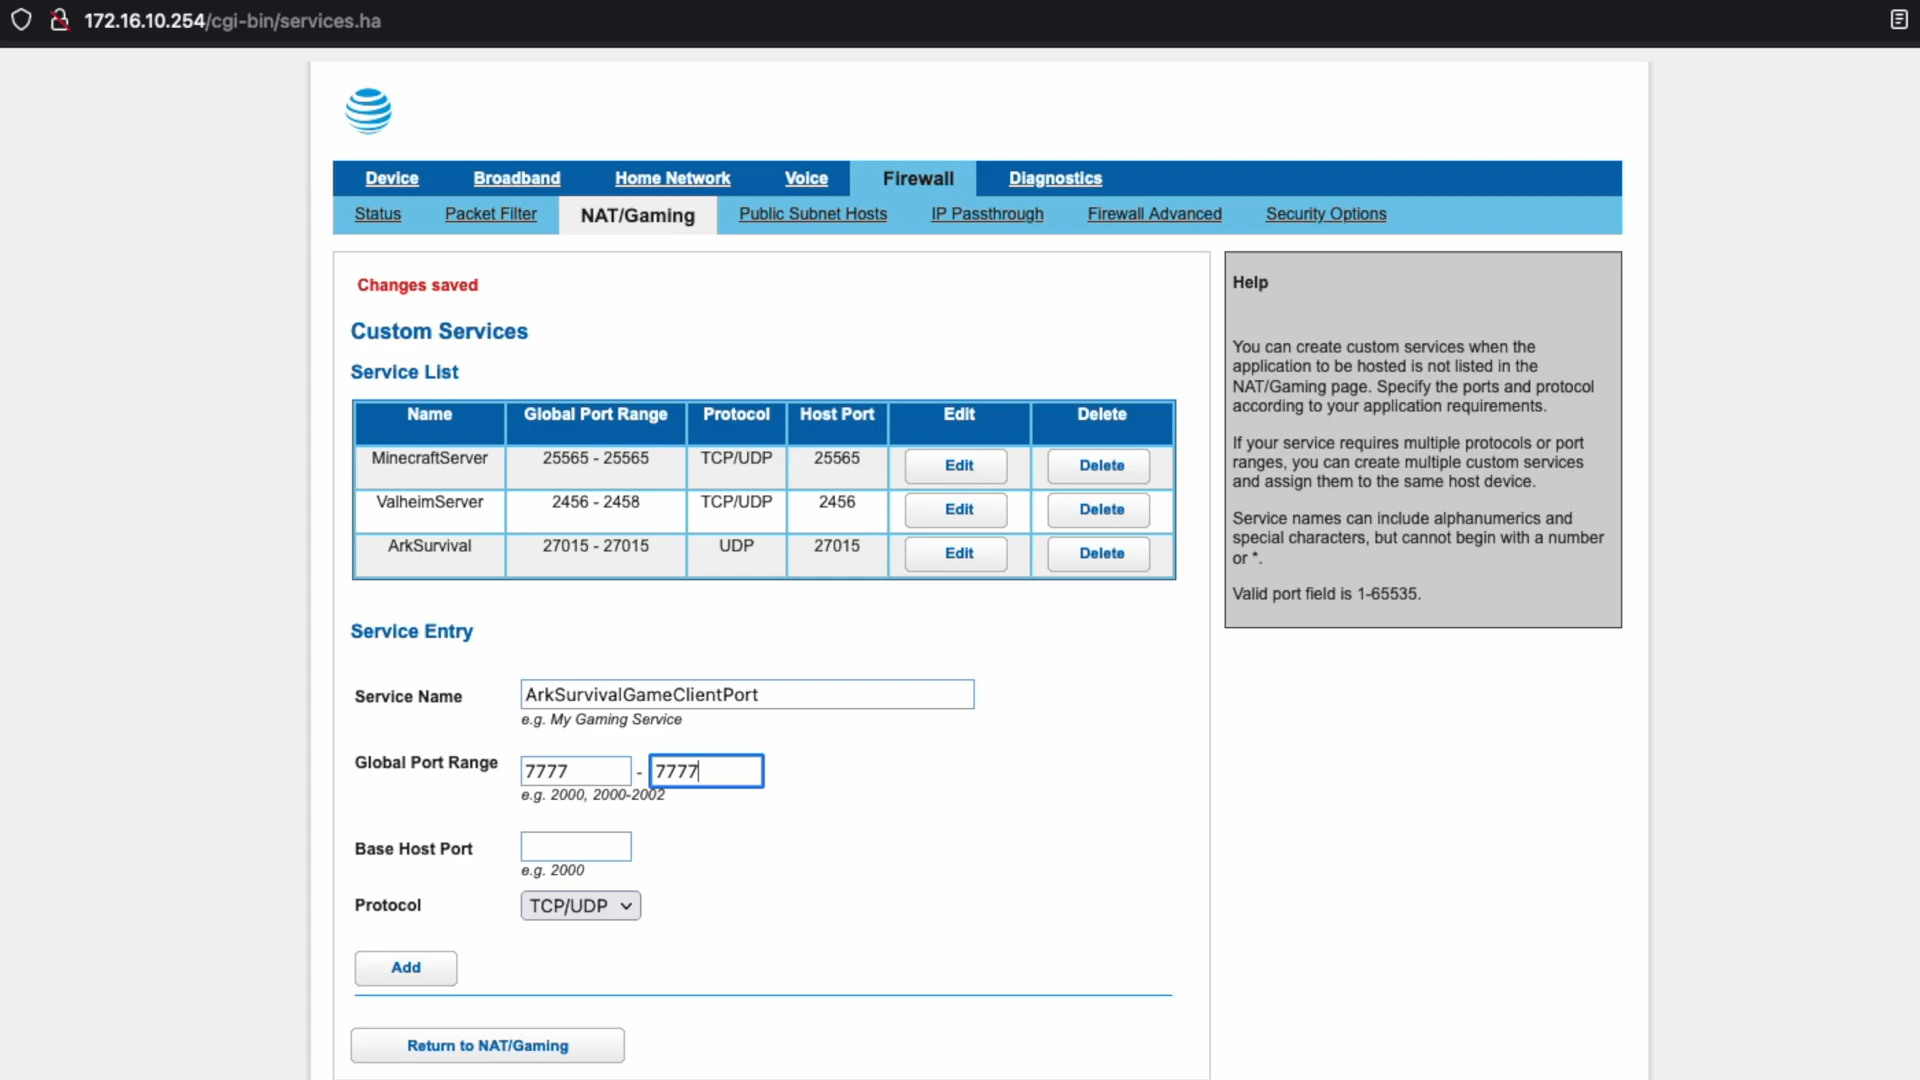 172.16.10.254/cgi-bin/services.ha
Device Broadband Home Network Voice Firewall Diagnostics
Status Packet Filter NAT/Gaming Public Subnet Hosts IP Passthrough Firewall Advanced Security Options
Changes saved
Custom Services
Service List
Name Global Port Range Protocol Host Port Edit Delete
MinecraftServer 25565 - 25565 TCP/UDP 25565 Edit Delete
ValheimServer 2456 - 2458 TCP/UDP 2456 Edit Delete
ArkSurvival 27015 - 27015 UDP 27015 Edit Delete
Service Entry
Service Name ArkSurvivalGameClientPort
e.g. My Gaming Service
Global Port Range 7777 - 7777
e.g. 2000, 2000-2002
Base Host Port
e.g. 2000
Protocol TCP/UDP
Add
Return to NAT/Gaming
Help
You can create custom services when the
application to be hosted is not listed in the
NAT/Gaming page. Specify the ports and protocol
according to your application requirements.
If your service requires multiple protocols or port
ranges, you can create multiple custom services
and assign them to the same host device.
Service names can include alphanumerics and
special characters, but cannot begin with a number
or *.
Valid port field is 1-65535.